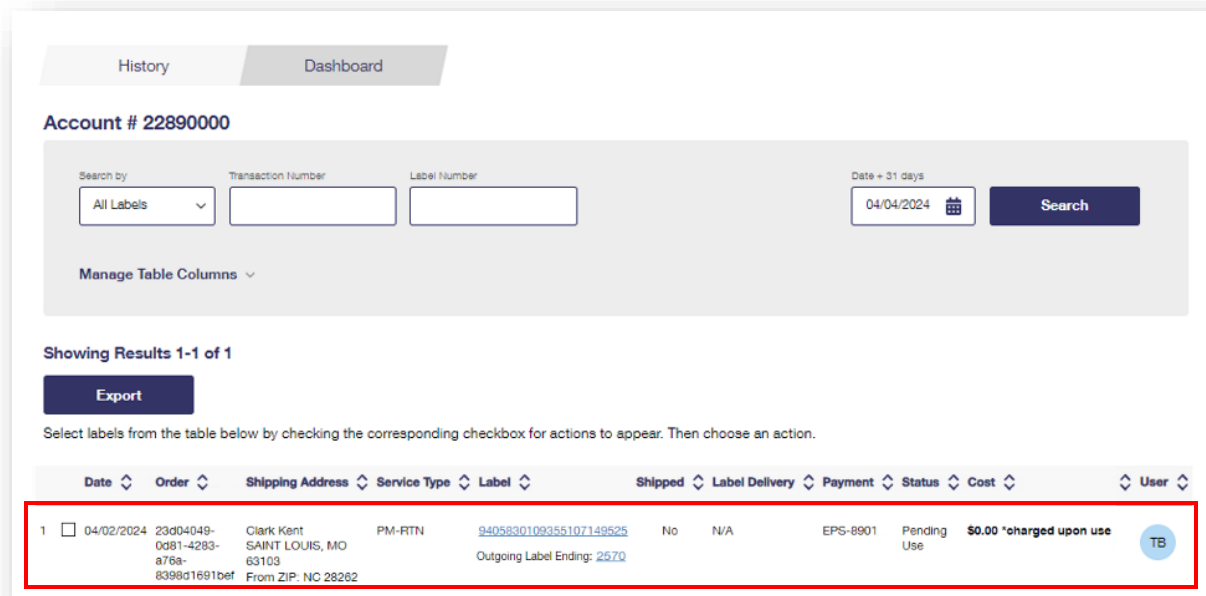 History Dashboard
Account # 22890000
Search by Transaction Number Label Number Date + 31 days
All Labels 04/04/2024 Search
Manage Table Columns
Showing Results 1-1 of 1
Export
Select labels from the table below by checking the corresponding checkbox for actions to appear. Then choose an action.
Date Order Shipping Address Service Type Label Shipped Label Delivery Payment Status Cost User
1 04/02/2024 23d04049- Clark Kent PM-RTN 9405830109355107149525 No N/A EPS-8901 Pending $0.00 *charged upon use TB
0d81-4283- SAINT LOUIS, MO Use
a76a- 63103 Outgoing Label Ending: 2570
8398d1691bef From ZIP: NC 28262